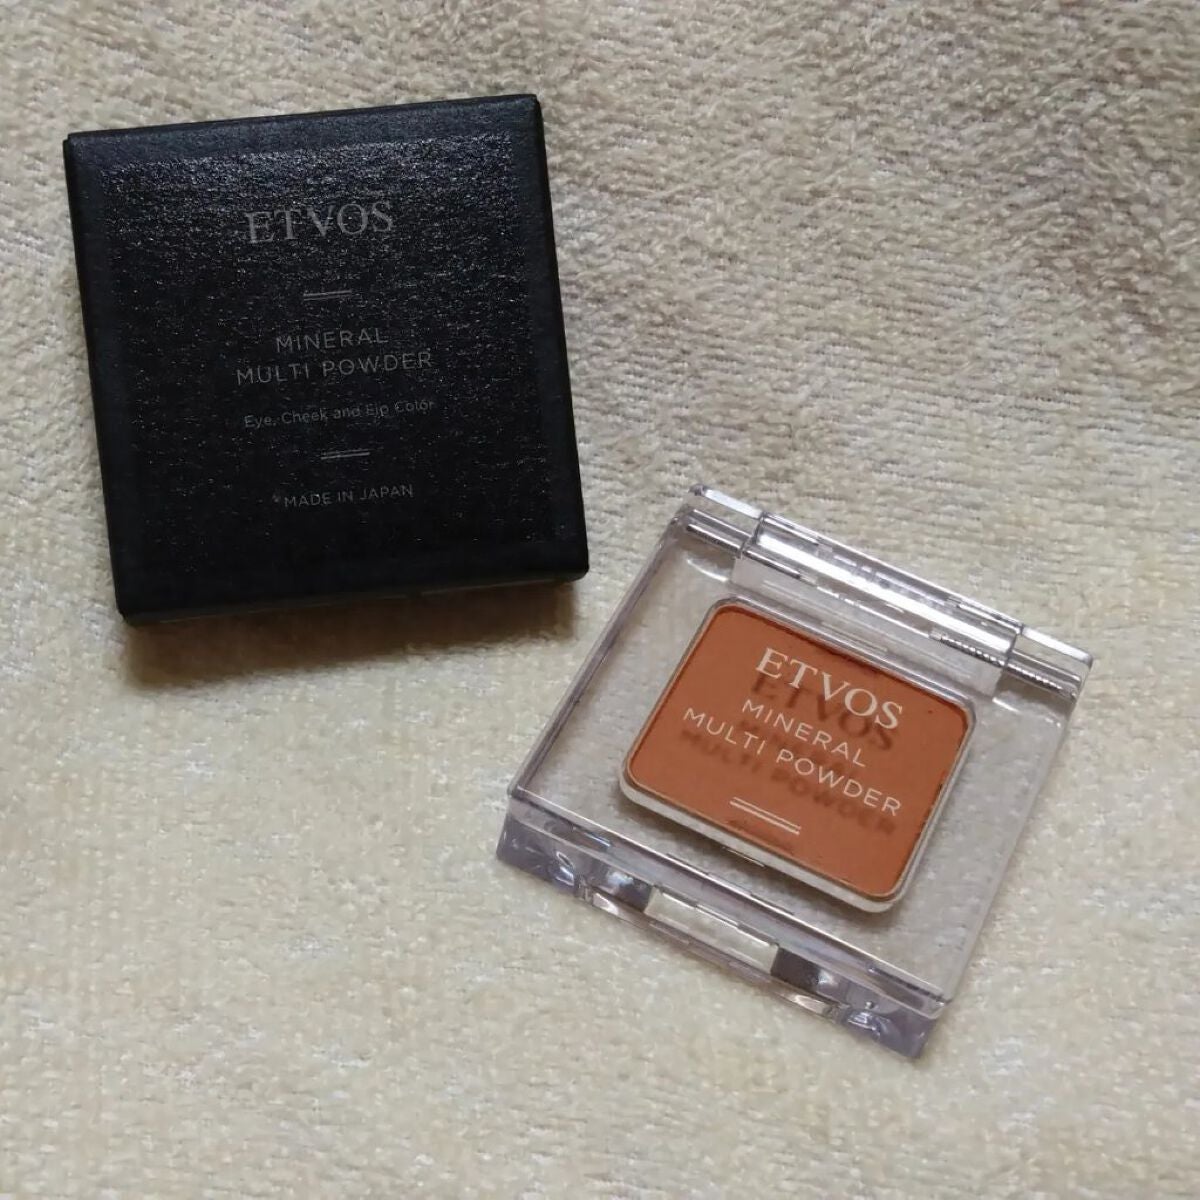 ETVOS
MINERAL
MULTI POWDER
Eye, Cheek and Lip Color
MADE IN JAPAN
ETVOS
MINERAL
MULTI POWDER